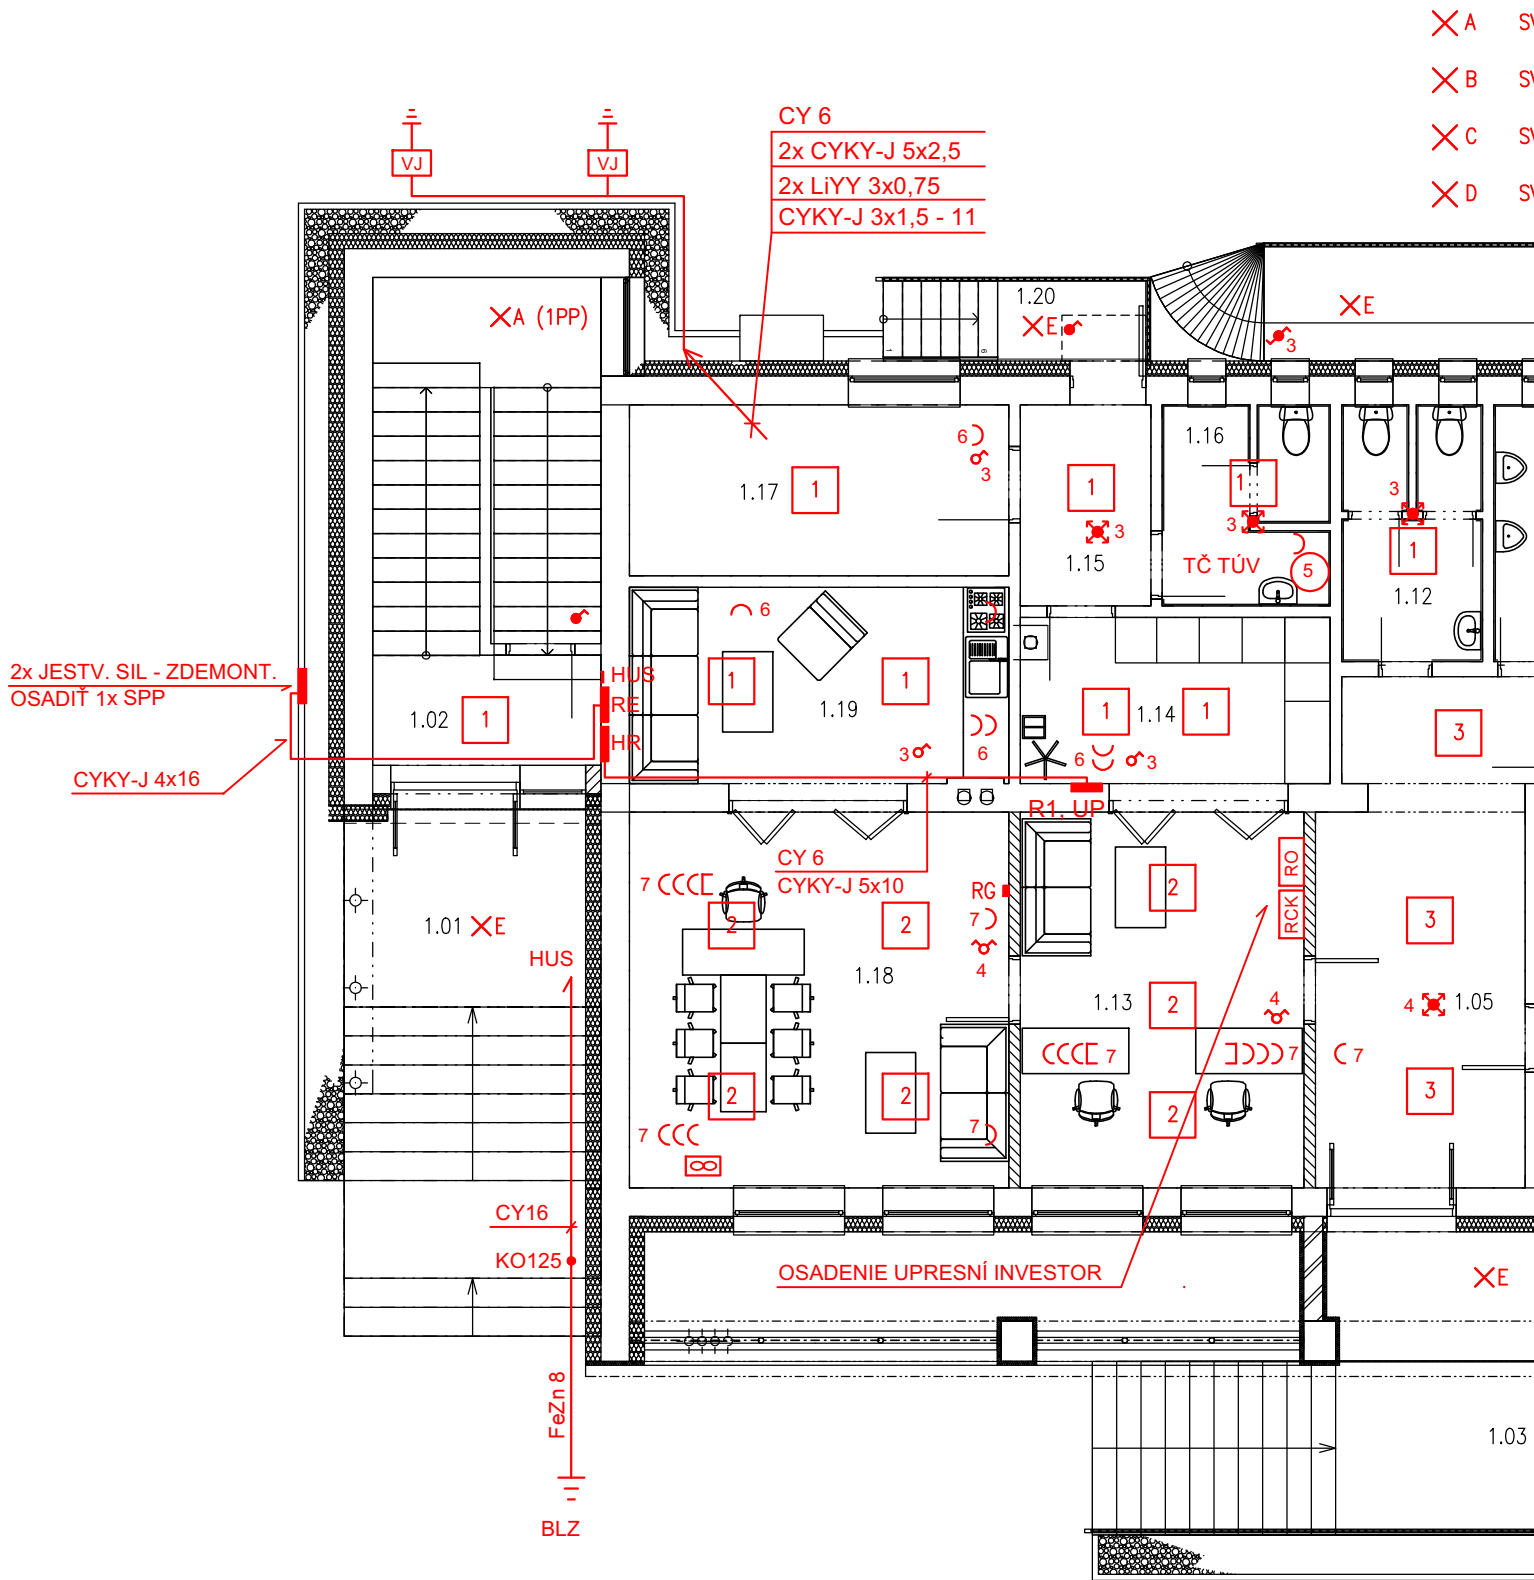 A SV
B SV
C SV
D SV
CY 6
2x CYKY-J 5x2,5
2x LiYY 3x0,75
CYKY-J 3x1,5 - 11
VJ
VJ
A (1PP)
1.20
E
E
3
6
3
1.17
1
1
3
1.15
1.16
1
3
TČ TÚV
5
3
1
1.12
2x JESTV. SIL - ZDEMONT.
OSADIŤ 1x SPP
CYKY-J 4x16
1.02
1
HUS
RE
HR
6
1
1
1.19
3
6
1
1.14
1
6
3
3
R1, UP
CY 6
CYKY-J 5x10
7
2
2
RG
7
4
1.18
2
2
7
7
1.01
E
HUS
2
RO
RCK
1.13
2
4
7
7
2
3
4
1.05
7
3
CY16
KO125
OSADENIE UPRESNÍ INVESTOR
E
FeZn 8
BLZ
1.03